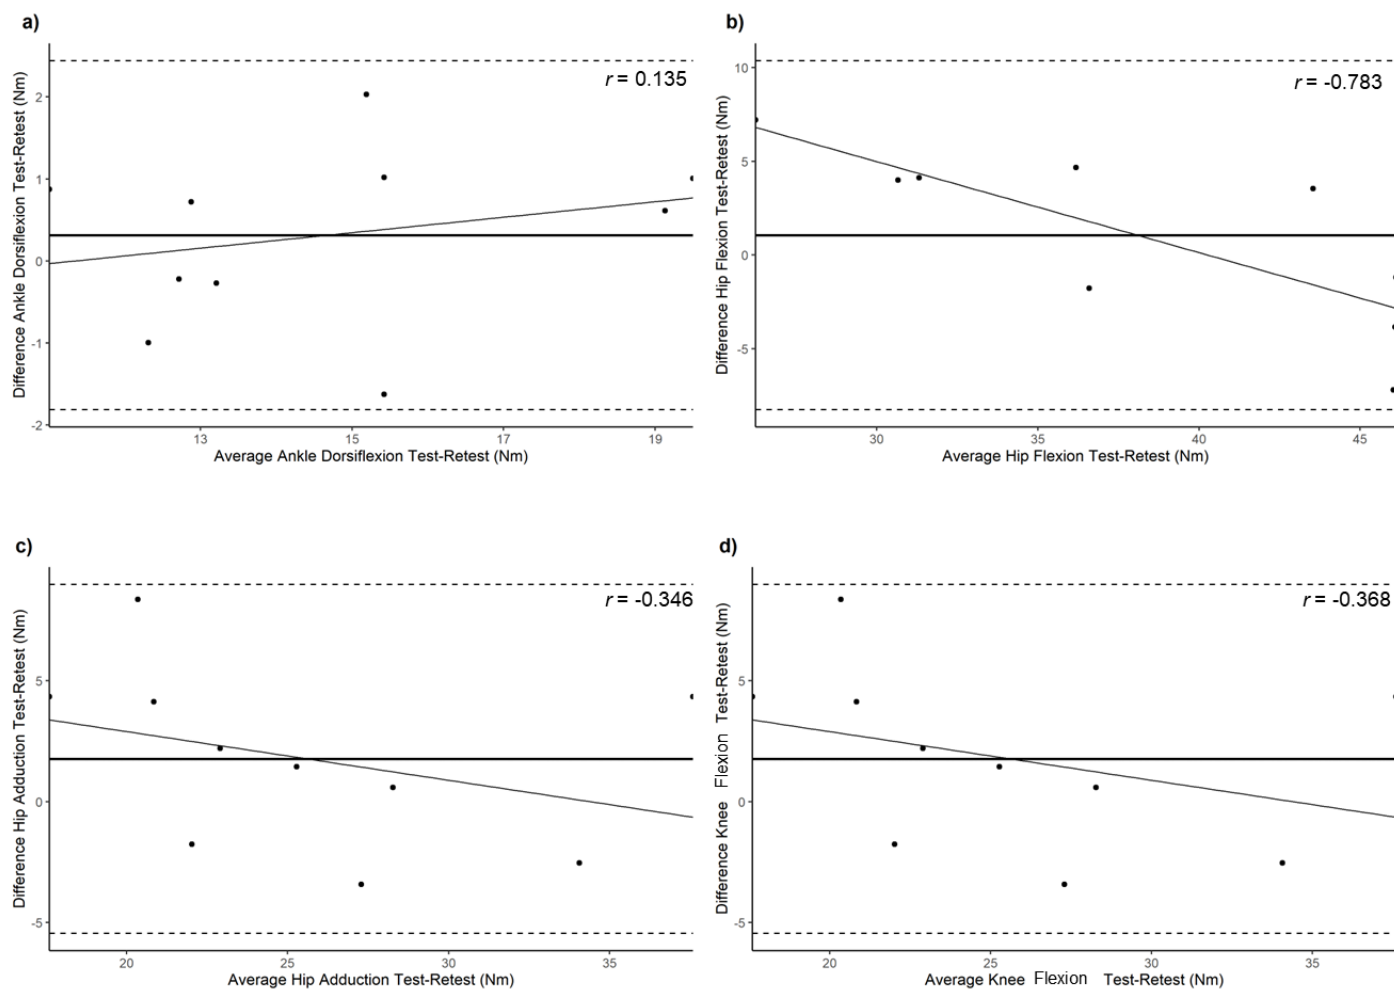 a)
r = 0.135
Difference Ankle Dorsiflexion Test-Retest (Nm)
2
1
0
-1
-2
13 15 17 19
Average Ankle Dorsiflexion Test-Retest (Nm)
b)
r = -0.783
Difference Hip Flexion Test-Retest (Nm)
10
5
0
-5
30 35 40 45
Average Hip Flexion Test-Retest (Nm)
c)
r = -0.346
Difference Hip Adduction Test-Retest (Nm)
5
0
-5
20 25 30 35
Average Hip Adduction Test-Retest (Nm)
d)
r = -0.368
Difference Knee Flexion Test-Retest (Nm)
5
0
-5
20 25 30 35
Average Knee Flexion Test-Retest (Nm)